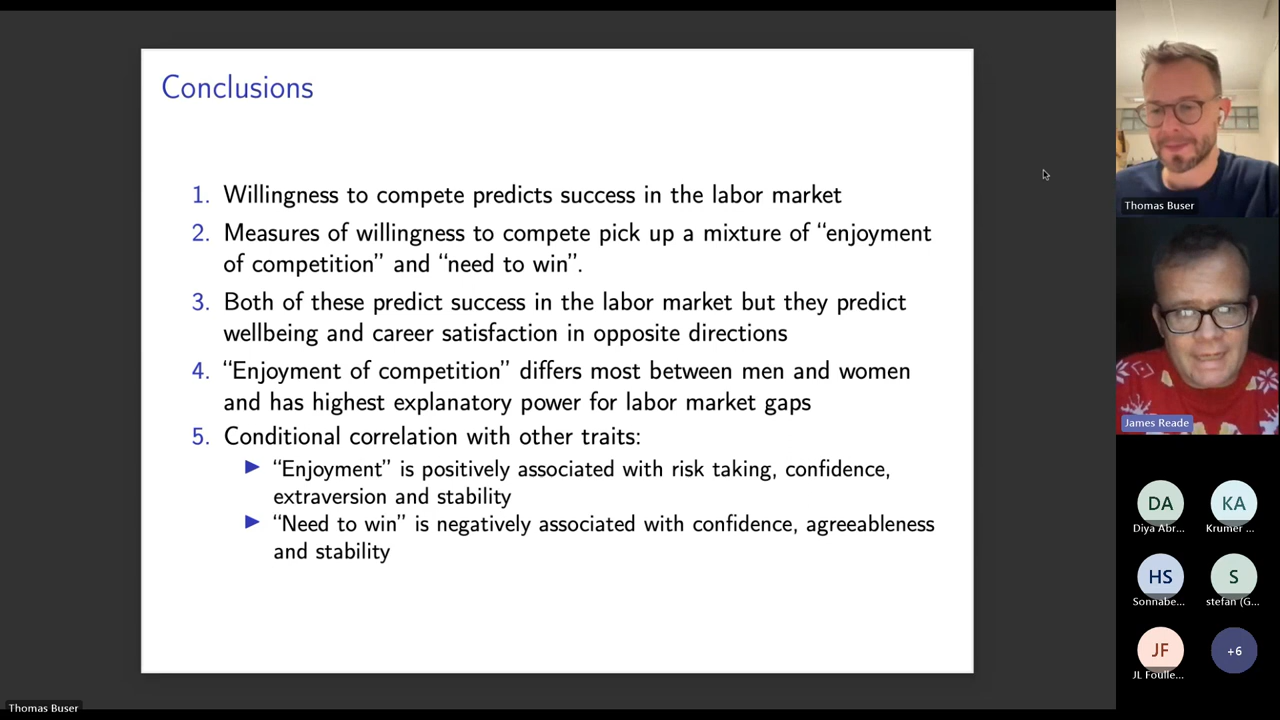 Conclusions
1. Willingness to compete predicts success in the labor market
2. Measures of willingness to compete pick up a mixture of “enjoyment
of competition” and “need to win”.
3. Both of these predict success in the labor market but they predict
wellbeing and career satisfaction in opposite directions
4. “Enjoyment of competition” differs most between men and women
and has highest explanatory power for labor market gaps
5. Conditional correlation with other traits:
“Enjoyment” is positively associated with risk taking, confidence,
extraversion and stability
“Need to win” is negatively associated with confidence, agreeableness
and stability
Thomas Buser
James Reade
DA
Diya Abr...
KA
Krumer ...
HS
Sonnabe...
S
stefan (G...
JF
JL Foulle...
+6
Thomas Buser